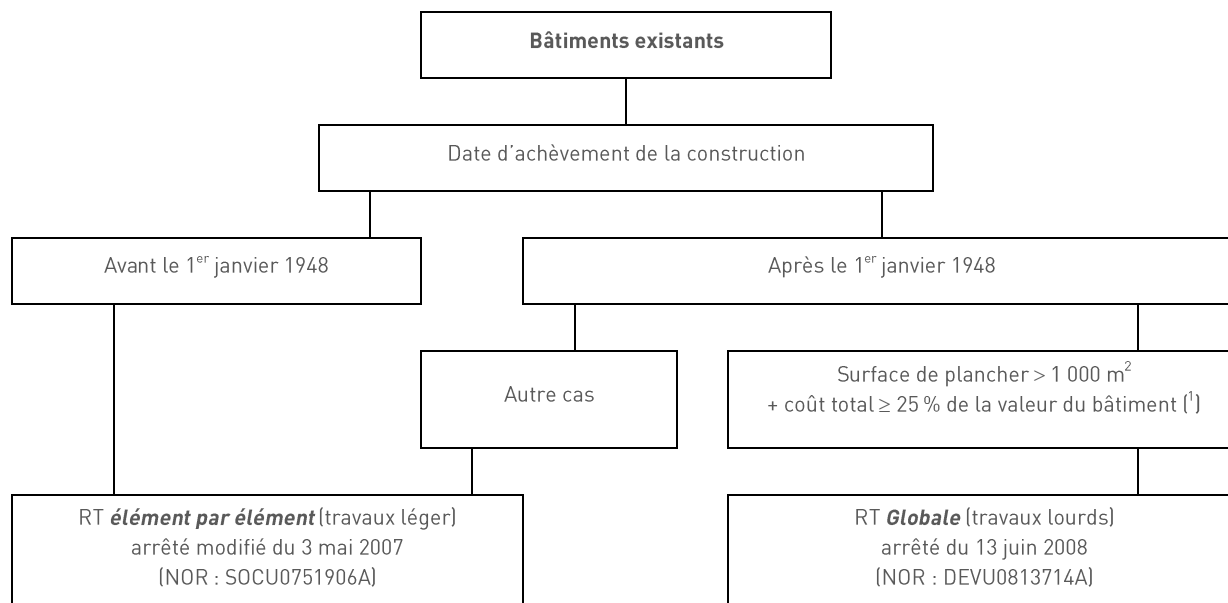 Bâtiments existants
Date d’achèvement de la construction
Avant le 1er janvier 1948
Après le 1er janvier 1948
Autre cas
Surface de plancher > 1 000 m2
+ coût total ≥ 25 % de la valeur du bâtiment (1)
RT élément par élément (travaux léger)
arrêté modifié du 3 mai 2007
(NOR : SOCU0751906A)
RT Globale (travaux lourds)
arrêté du 13 juin 2008
(NOR : DEVU0813714A)